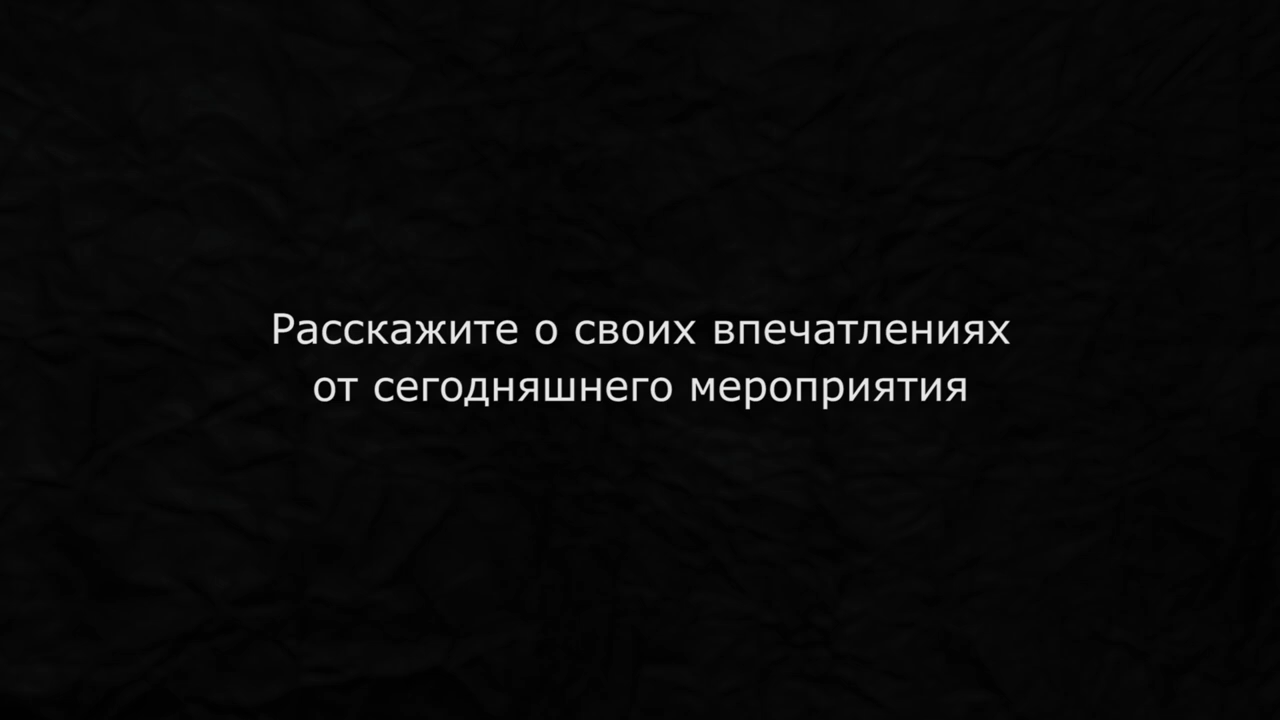 Расскажите о своих впечатлениях
от сегодняшнего мероприятия